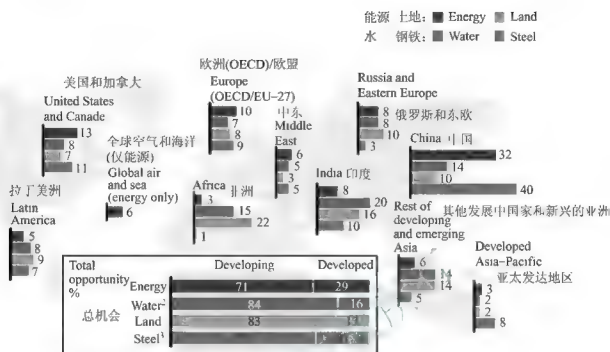 能源 土地: Energy Land
水 钢铁: Water Steel
美国和加拿大
United States
and Canade
13
8
7
11
全球空气和海洋
(仅能源)
Global air
and sea
(energy only)
6
欧洲(OECD)/欧盟
Europe
(OECD/EU-27)
10
7
8
9
中东
Middle
East
6
5
3
5
Russia and
Eastern Europe
俄罗斯和东欧
8
8
10
3
China 中国
32
14
10
40
拉丁美洲
Latin
America
5
8
9
7
Africa 非洲
3
15
22
1
India 印度
8
20
16
10
其他发展中国家和新兴的亚洲
Rest of
developing
and emerging
Asia
6
14
14
5
Developed
Asia-Pacific
亚太发达地区
3
2
2
8
Total
opportunity
%
总机会
Developing Developed
Energy 71 29
Water² 84 16
Land 83
Steel³